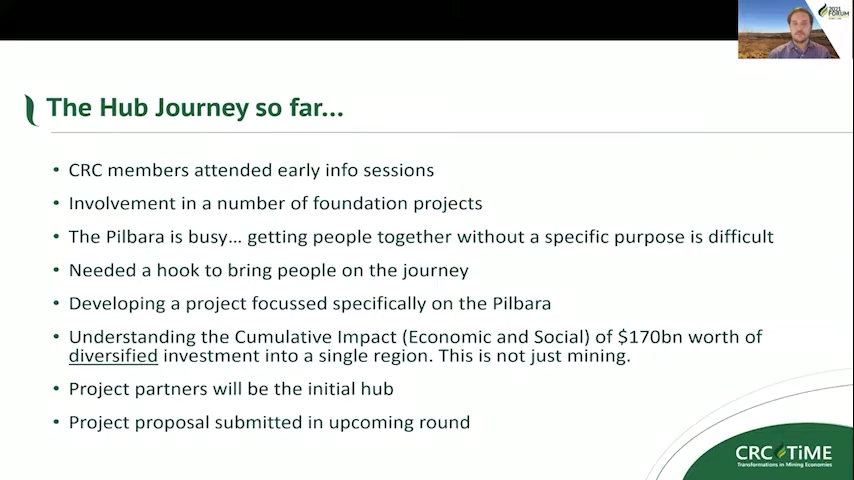 2021
FORUM
The Hub Journey so far...
• CRC members attended early info sessions
• Involvement in a number of foundation projects
• The Pilbara is busy... getting people together without a specific purpose is difficult
• Needed a hook to bring people on the journey
• Developing a project focussed specifically on the Pilbara
• Understanding the Cumulative Impact (Economic and Social) of $170bn worth of
diversified investment into a single region. This is not just mining.
• Project partners will be the initial hub
• Project proposal submitted in upcoming round
CRC TiME
Transformations in Mining Economies